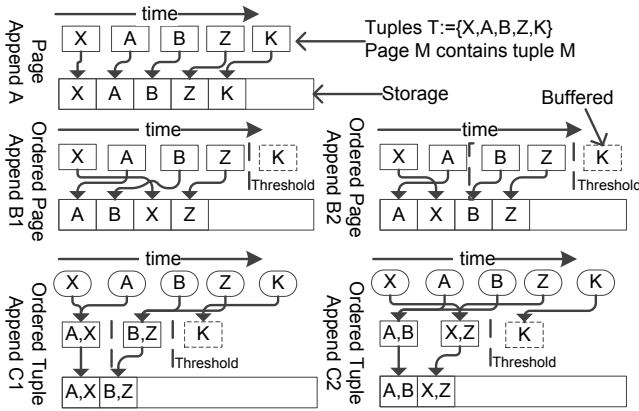 time
Tuples T:={X,A,B,Z,K}
Page M contains tuple M
Page
Append A
X A B Z K
X A B Z K
Storage
Buffered
Ordered Page
Append B1
time
X A B Z K
Threshold
A B X Z
Ordered Page
Append B2
time
X A B Z K
Threshold
A X B Z
Ordered Tuple
Append C1
time
X A B Z K
A,X B,Z K
Threshold
A,X B,Z
Ordered Tuple
Append C2
time
X A B Z K
A,B X,Z K
Threshold
A,B X,Z